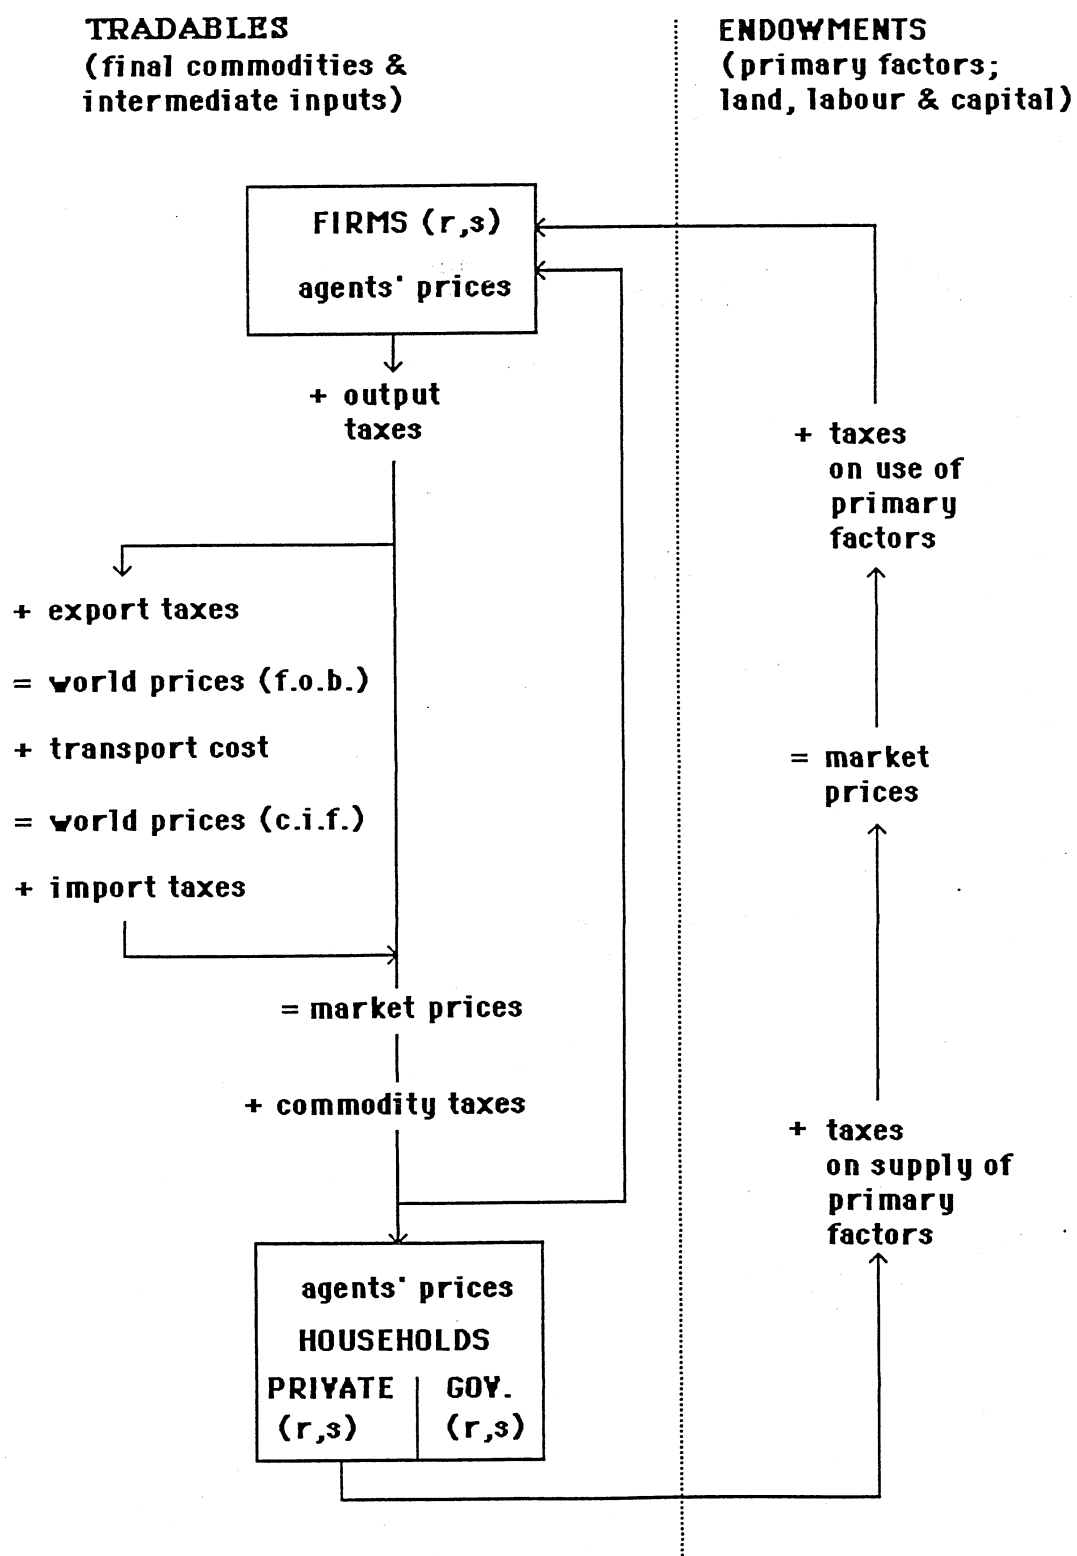 TRADABLES
(final commodities &
intermediate inputs)
ENDOWMENTS
(primary factors;
land, labour & capital)
FIRMS (r,s)
agents' prices
+ output
taxes
+ export taxes
= world prices (f.o.b.)
+ transport cost
= world prices (c.i.f.)
+ import taxes
= market prices
+ commodity taxes
agents' prices
HOUSEHOLDS
PRIVATE
(r,s)
GOV.
(r,s)
+ taxes
on use of
primary
factors
= market
prices
+ taxes
on supply of
primary
factors